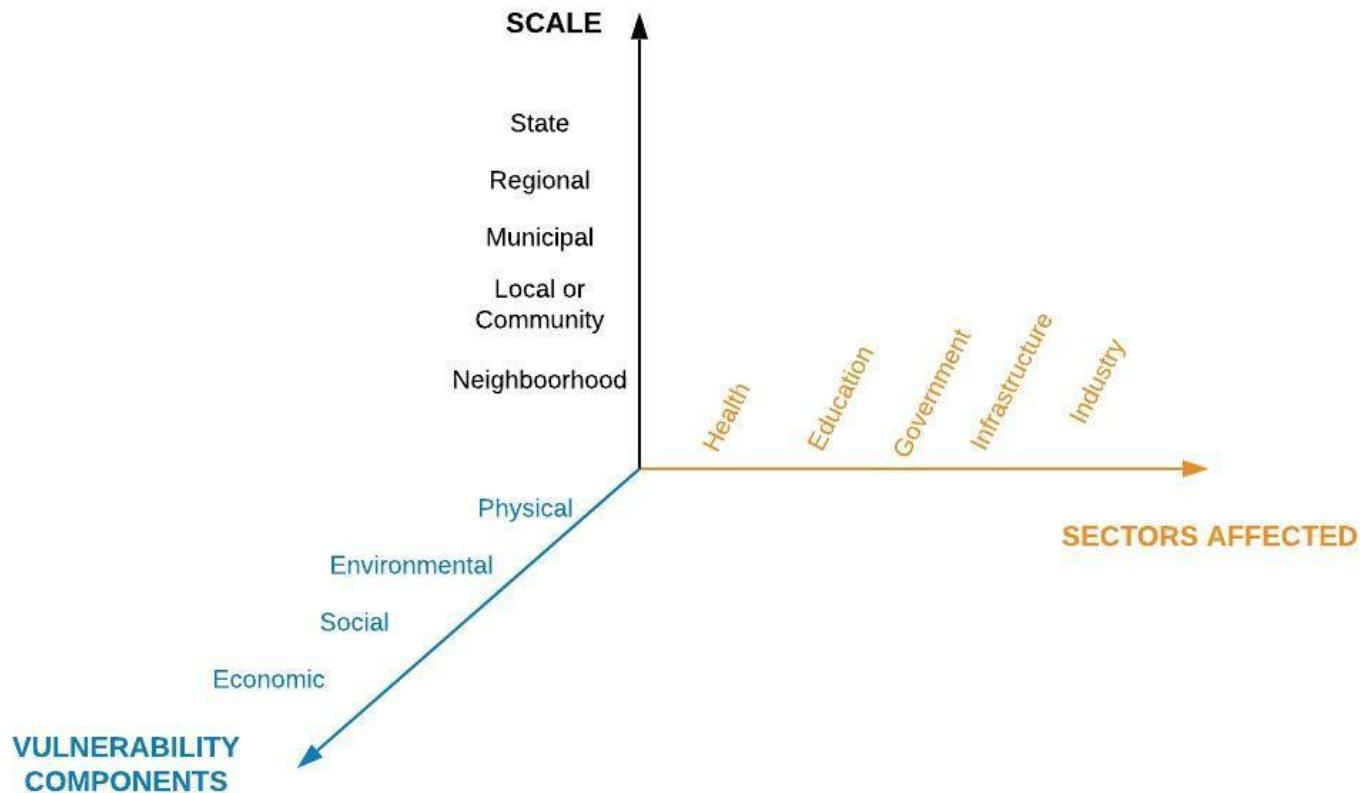 SCALE
State
Regional
Municipal
Local or
Community
Neighboorhood
Health
Education
Government
Infrastructure
Industry
SECTORS AFFECTED
Physical
Environmental
Social
Economic
VULNERABILITY
COMPONENTS